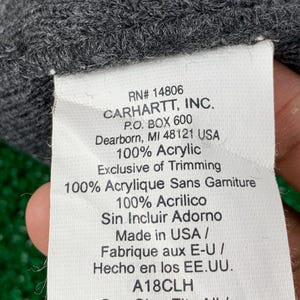 RN# 14806
CARHARTT, INC.
P.O. BOX 600
Dearborn, MI 48121 USA
100% Acrylic
Exclusive of Trimming
100% Acrylique Sans Garniture
100% Acrilico
Sin Incluir Adorno
Made in USA /
Fabrique aux E-U /
Hecho en los EE.UU.
A18CLH